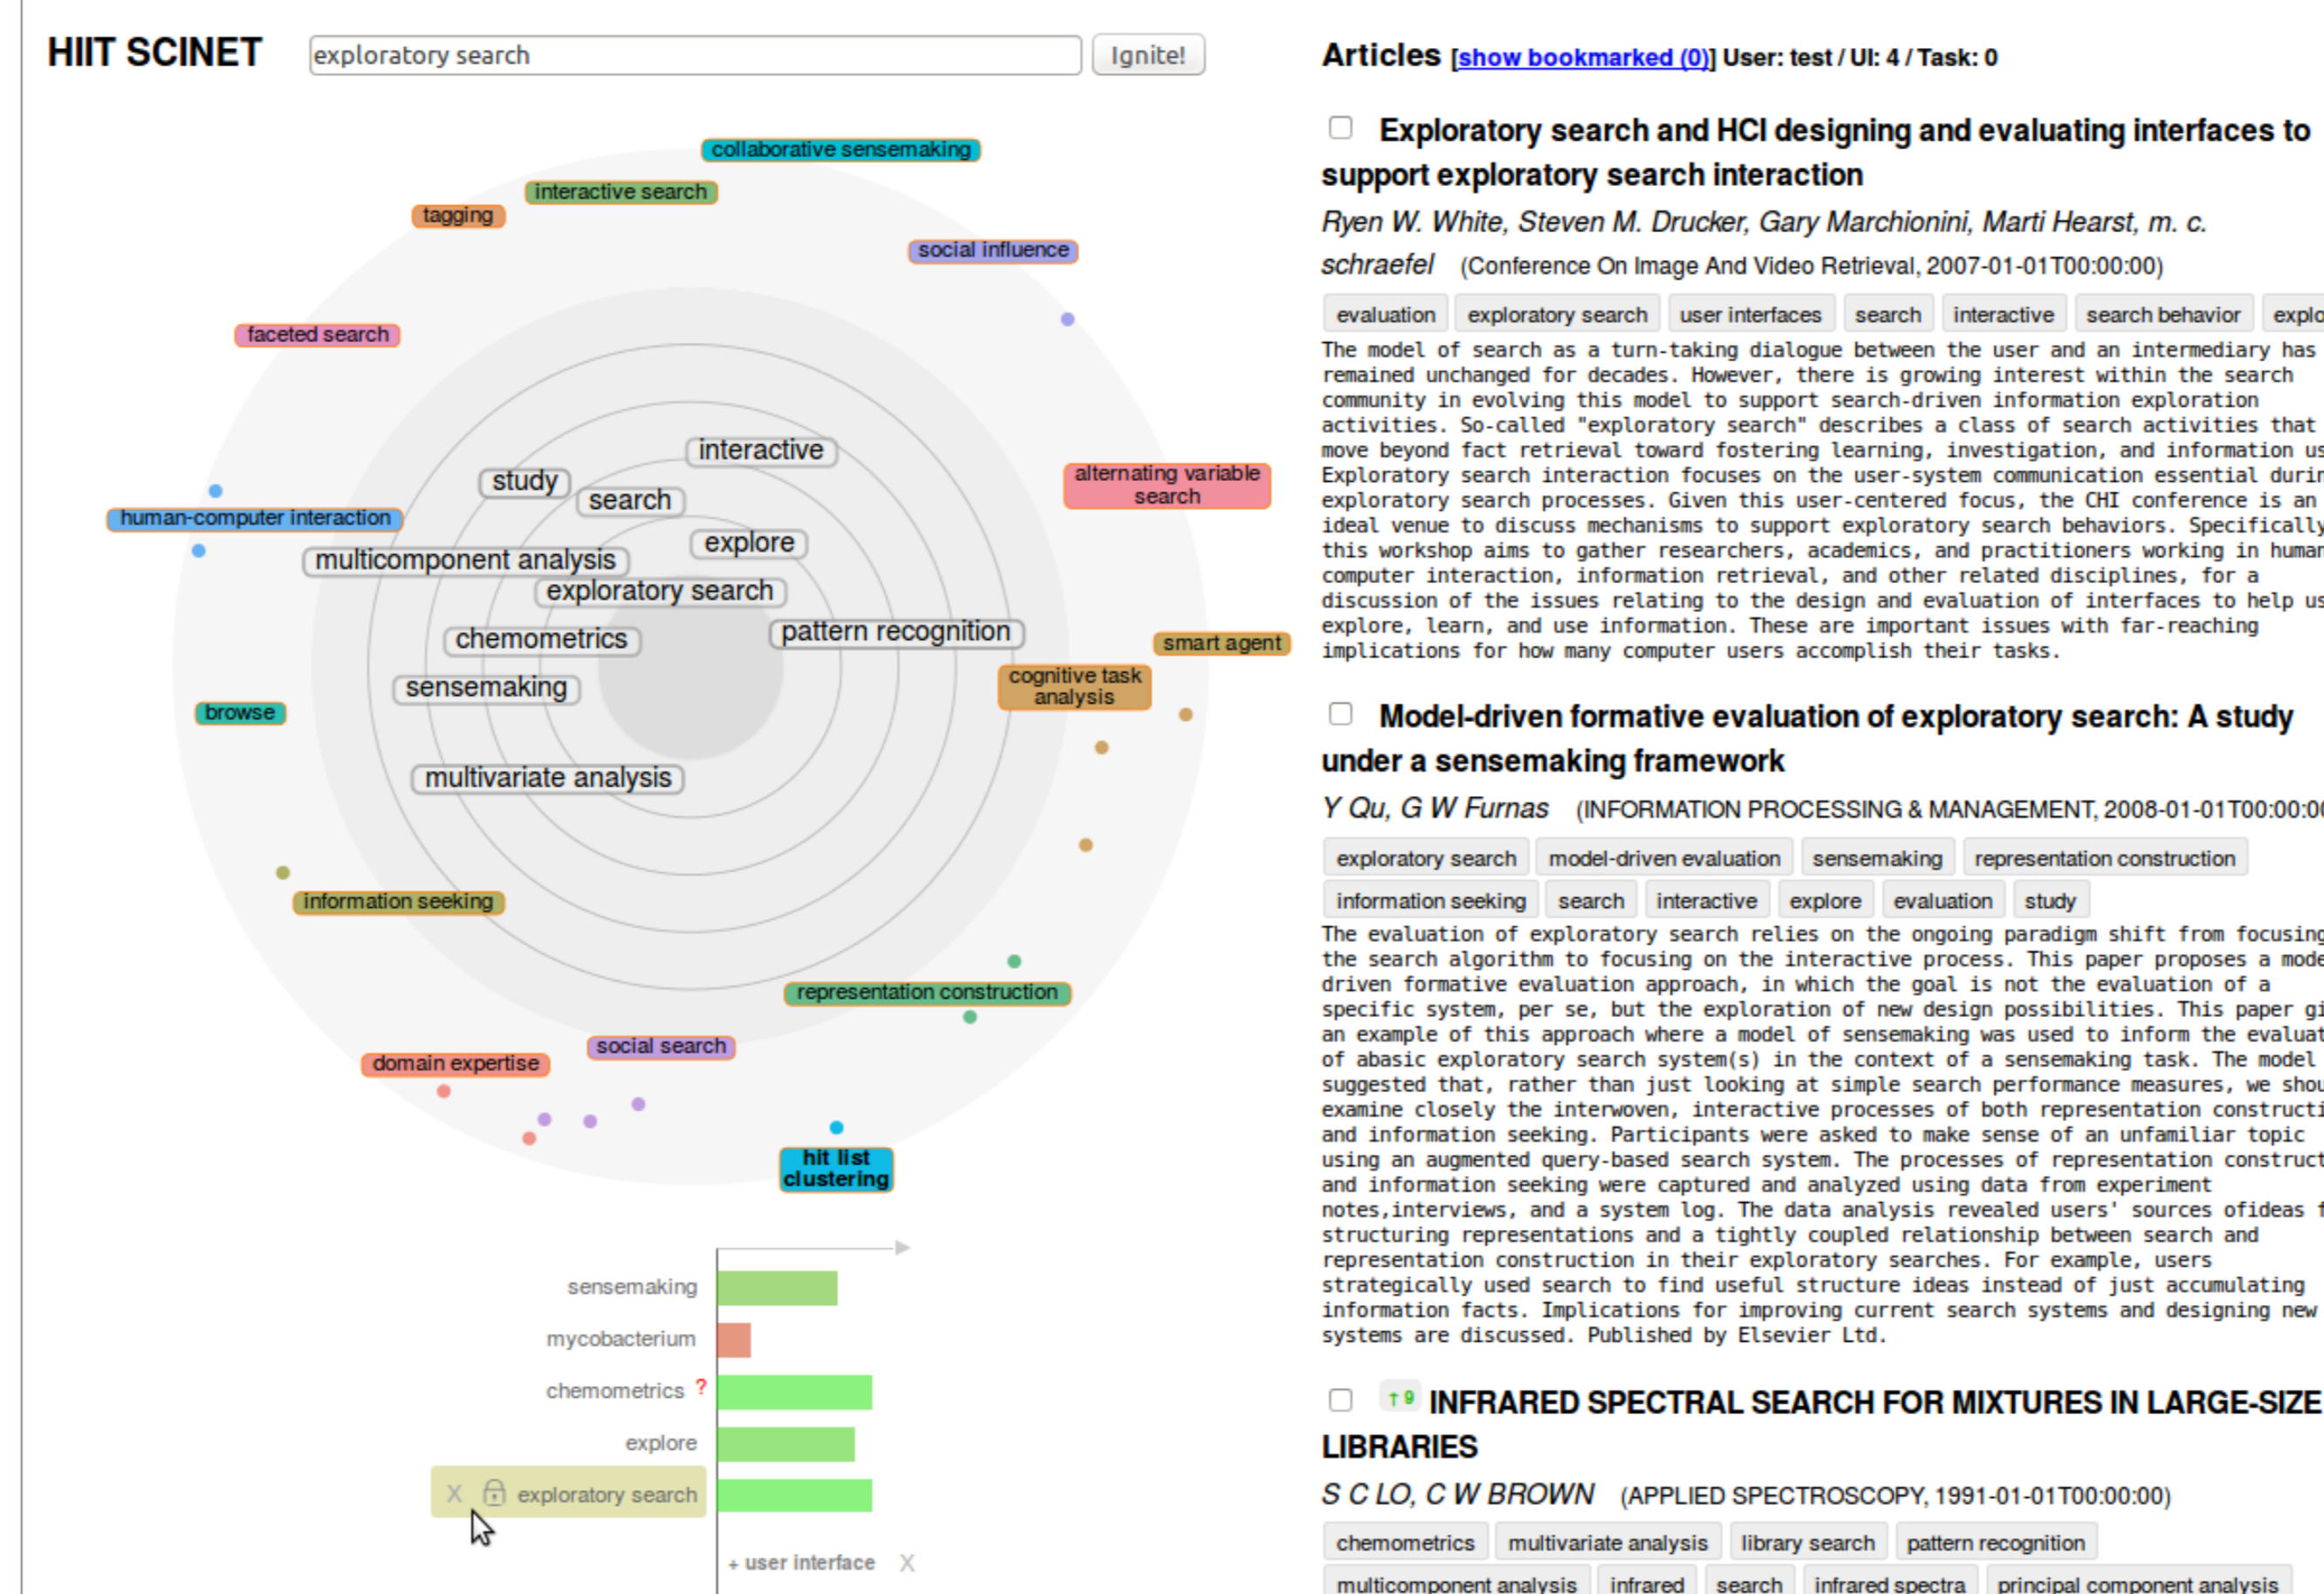 HIIT SCINET
exploratory search
Ignite!
collaborative sensemaking
interactive search
tagging
social influence
faceted search
interactive
study
search
alternating variable
search
human-computer interaction
explore
multicomponent analysis
exploratory search
pattern recognition
chemometrics
smart agent
cognitive task
analysis
sensemaking
browse
multivariate analysis
information seeking
representation construction
social search
domain expertise
hit list
clustering
sensemaking
mycobacterium
chemometrics ?
explore
X exploratory search
+ user interface X
Articles [show bookmarked (0)] User: test / UI: 4 / Task: 0
Exploratory search and HCI designing and evaluating interfaces to
support exploratory search interaction
Ryen W. White, Steven M. Drucker, Gary Marchionini, Marti Hearst, m. c.
schraefel (Conference On Image And Video Retrieval, 2007-01-01T00:00:00)
evaluation exploratory search user interfaces search interactive search behavior explo
The model of search as a turn-taking dialogue between the user and an intermediary has
remained unchanged for decades. However, there is growing interest within the search
community in evolving this model to support search-driven information exploration
activities. So-called "exploratory search" describes a class of search activities that
move beyond fact retrieval toward fostering learning, investigation, and information us
Exploratory search interaction focuses on the user-system communication essential durin
exploratory search processes. Given this user-centered focus, the CHI conference is an
ideal venue to discuss mechanisms to support exploratory search behaviors. Specifically
this workshop aims to gather researchers, academics, and practitioners working in human
computer interaction, information retrieval, and other related disciplines, for a
discussion of the issues relating to the design and evaluation of interfaces to help us
explore, learn, and use information. These are important issues with far-reaching
implications for how many computer users accomplish their tasks.
Model-driven formative evaluation of exploratory search: A study
under a sensemaking framework
Y Qu, G W Furnas (INFORMATION PROCESSING & MANAGEMENT, 2008-01-01T00:00:00
exploratory search model-driven evaluation sensemaking representation construction
information seeking search interactive explore evaluation study
The evaluation of exploratory search relies on the ongoing paradigm shift from focusing
the search algorithm to focusing on the interactive process. This paper proposes a mode
driven formative evaluation approach, in which the goal is not the evaluation of a
specific system, per se, but the exploration of new design possibilities. This paper gi
an example of this approach where a model of sensemaking was used to inform the evaluat
of abasic exploratory search system(s) in the context of a sensemaking task. The model
suggested that, rather than just looking at simple search performance measures, we shou
examine closely the interwoven, interactive processes of both representation constructi
and information seeking. Participants were asked to make sense of an unfamiliar topic
using an augmented query-based search system. The processes of representation construct
and information seeking were captured and analyzed using data from experiment
notes,interviews, and a system log. The data analysis revealed users' sources ofideas f
structuring representations and a tightly coupled relationship between search and
representation construction in their exploratory searches. For example, users
strategically used search to find useful structure ideas instead of just accumulating
information facts. Implications for improving current search systems and designing new
systems are discussed. Published by Elsevier Ltd.
↑9 INFRARED SPECTRAL SEARCH FOR MIXTURES IN LARGE-SIZE
LIBRARIES
S C LO, C W BROWN (APPLIED SPECTROSCOPY, 1991-01-01T00:00:00)
chemometrics multivariate analysis library search pattern recognition
multicomponent analysis infrared search infrared spectra principal component analysis